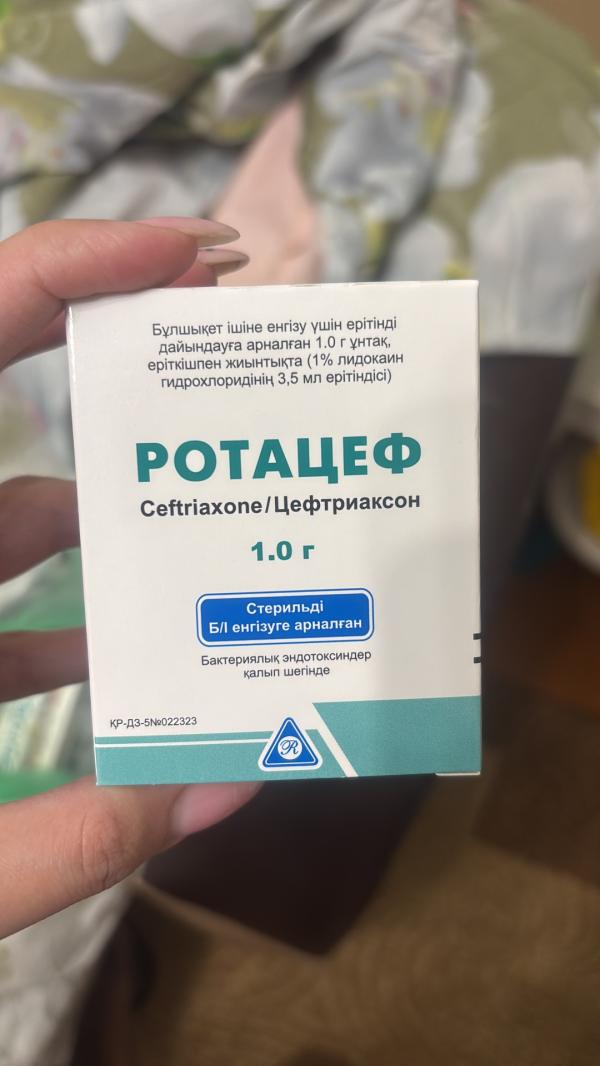 Бұлшықет ішіне енгізу үшін ерітінді
дайындауға арналған 1.0 г ұнтақ,
еріткішпен жиынтықта (1% лидокаин
гидрохлоридінің 3,5 мл ерітіндісі)
РОТАЦЕФ
Ceftriaxone/Цефтриаксон
1.0 г
Стерильді
Б/І енгізуге арналған
Бактериялық эндотоксиндер
қалып шегінде
ҚР-ДЗ-5№022323
R